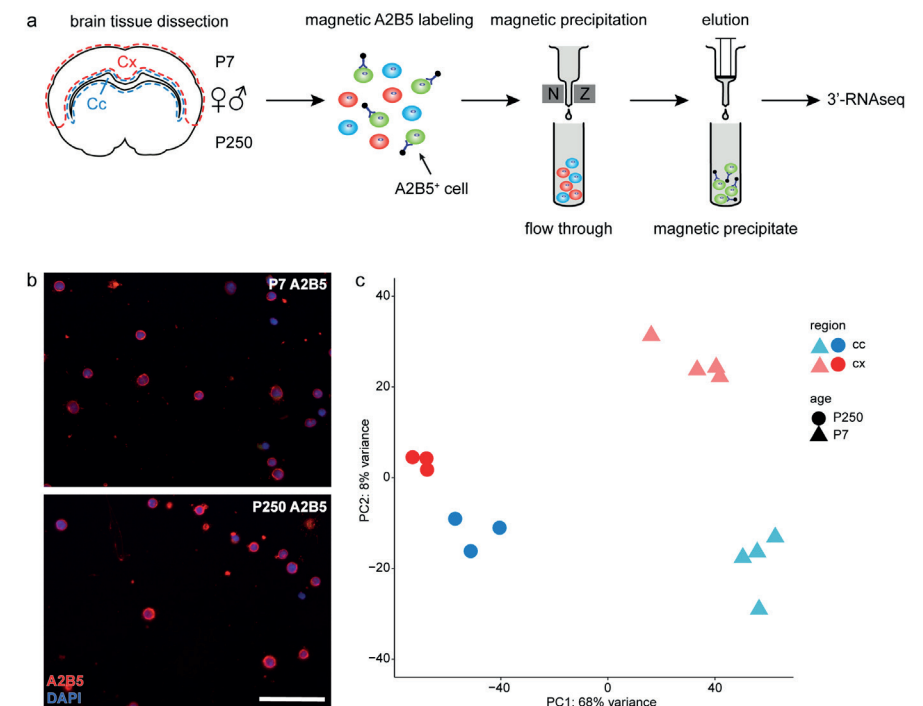 a
brain tissue dissection
magnetic A2B5 labeling
magnetic precipitation
elution
Cx
Cc
P7
♀♂
P250
N Z
3'-RNAseq
A2B5⁺ cell
flow through
magnetic precipitate
b
P7 A2B5
P250 A2B5
A2B5
DAPI
c
40
20
0
−20
−40
PC2: 8% variance
−40
0
40
PC1: 68% variance
region
cc
cx
age
P250
P7